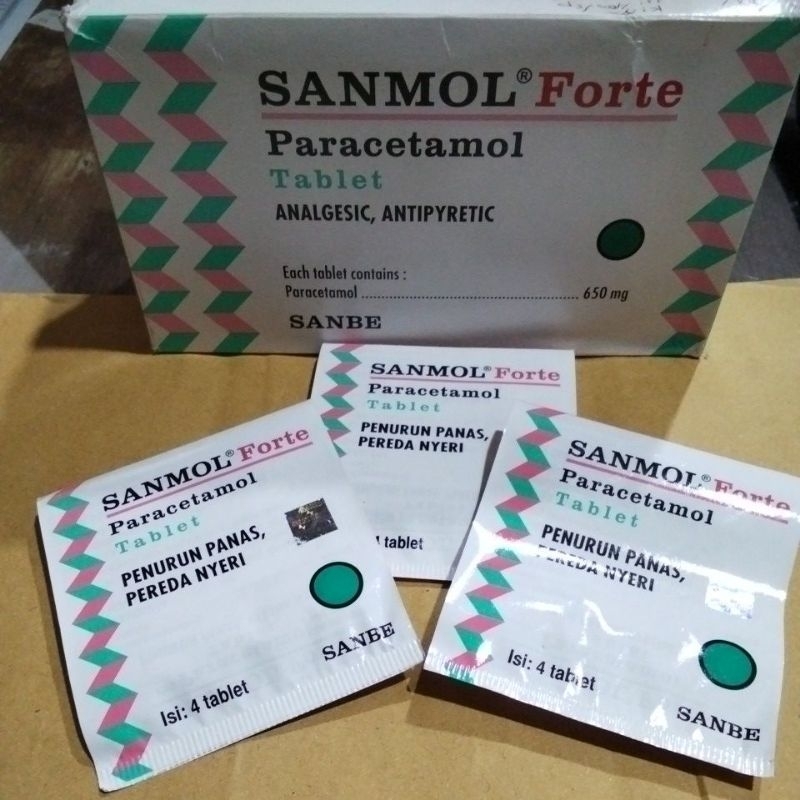 SANMOL® Forte
Paracetamol
Tablet
ANALGESIC, ANTIPYRETIC
Each tablet contains :
Paracetamol ........................................................ 650 mg
SANBE
SANMOL® Forte
Paracetamol
Tablet
PENURUN PANAS,
PEREDA NYERI
tablet
SANMOL® Forte
Paracetamol
Tablet
PENURUN PANAS,
PEREDA NYERI
Isi: 4 tablet
SANBE
SANMOL® Forte
Paracetamol
Tablet
PENURUN PANAS,
PEREDA NYERI
Isi: 4 tablet
SANBE